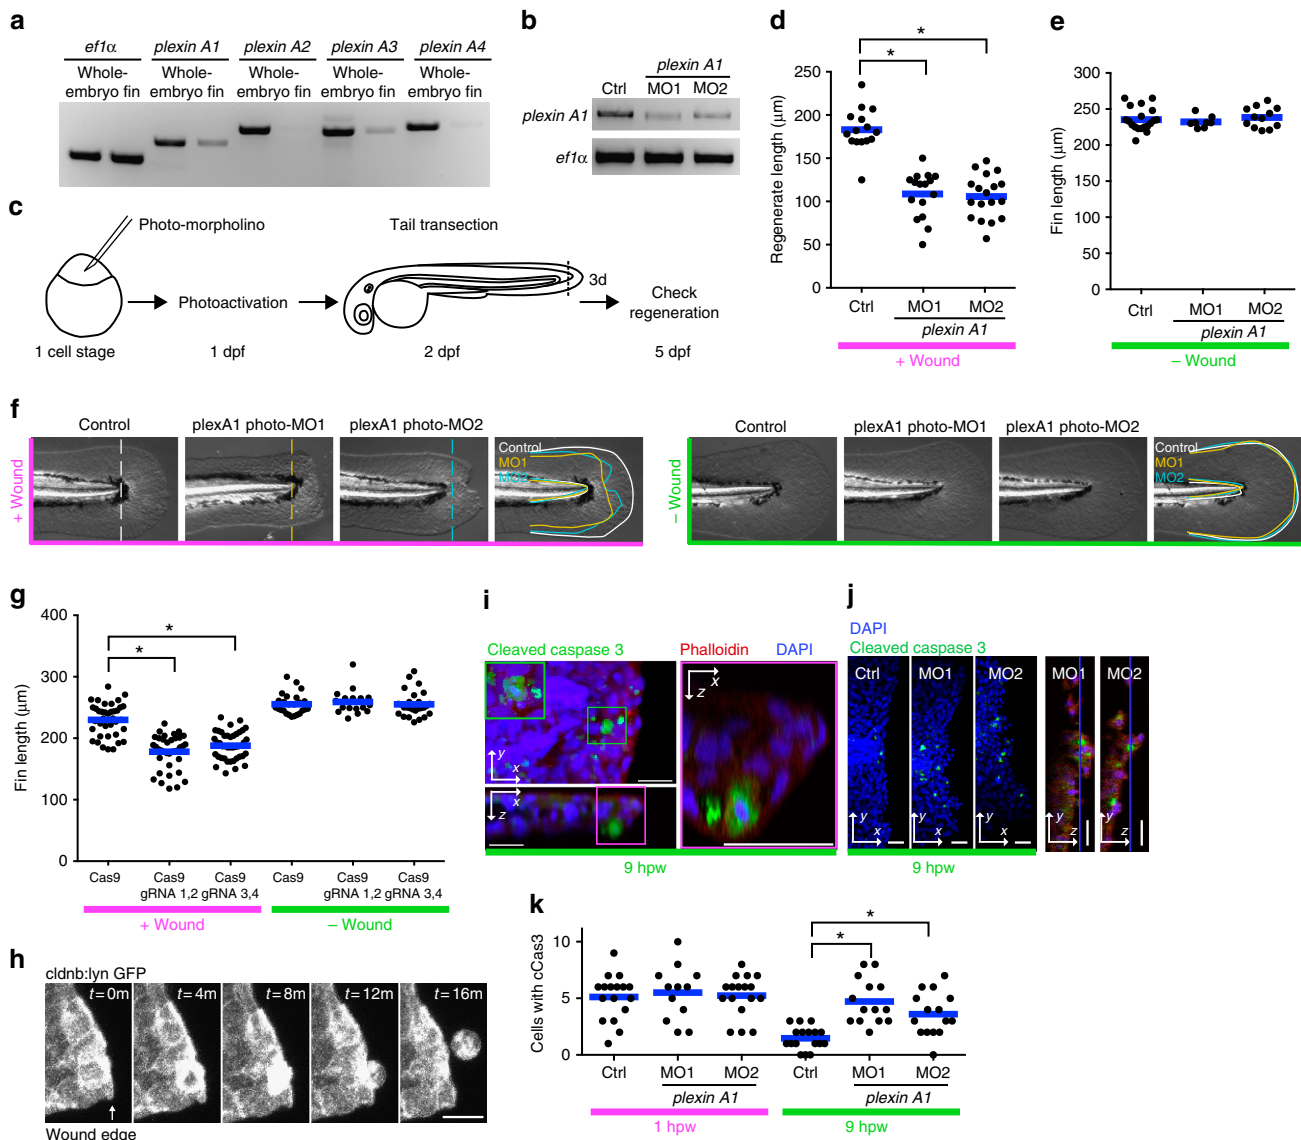 a
ef1α plexin A1 plexin A2 plexin A3 plexin A4
Whole- Whole- Whole- Whole- Whole-
embryo fin embryo fin embryo fin embryo fin embryo fin
b
plexin A1
Ctrl MO1 MO2
plexin A1
ef1α
c
Photo-morpholino
Tail transection
3d
Photoactivation
Check
regeneration
1 cell stage
1 dpf
2 dpf
5 dpf
d
* *
Regenerate length (µm)
250
200
150
100
50
0
Ctrl MO1 MO2
plexin A1
+ Wound
e
Fin length (µm)
300
250
200
150
100
50
0
Ctrl MO1 MO2
plexin A1
– Wound
f
Control plexA1 photo-MO1 plexA1 photo-MO2
Control
MO1
MO2
+ Wound
Control plexA1 photo-MO1 plexA1 photo-MO2
Control
MO1
MO2
– Wound
g
* *
Fin length (µm)
400
300
200
100
0
Cas9 Cas9 Cas9 Cas9 Cas9 Cas9
gRNA 1,2 gRNA 3,4 gRNA 1,2 gRNA 3,4
+ Wound – Wound
h
cldnb:lyn GFP
t = 0m t = 4m t = 8m t = 12m t = 16m
Wound edge
i
Cleaved caspase 3 Phalloidin DAPI
y
x
x
z
x
z
9 hpw
j
DAPI
Cleaved caspase 3
Ctrl MO1 MO2 MO1 MO2
y y y y y
x x x z z
9 hpw
k
* *
Cells with cCas3
10
5
0
Ctrl MO1 MO2 Ctrl MO1 MO2
plexin A1 plexin A1
1 hpw 9 hpw